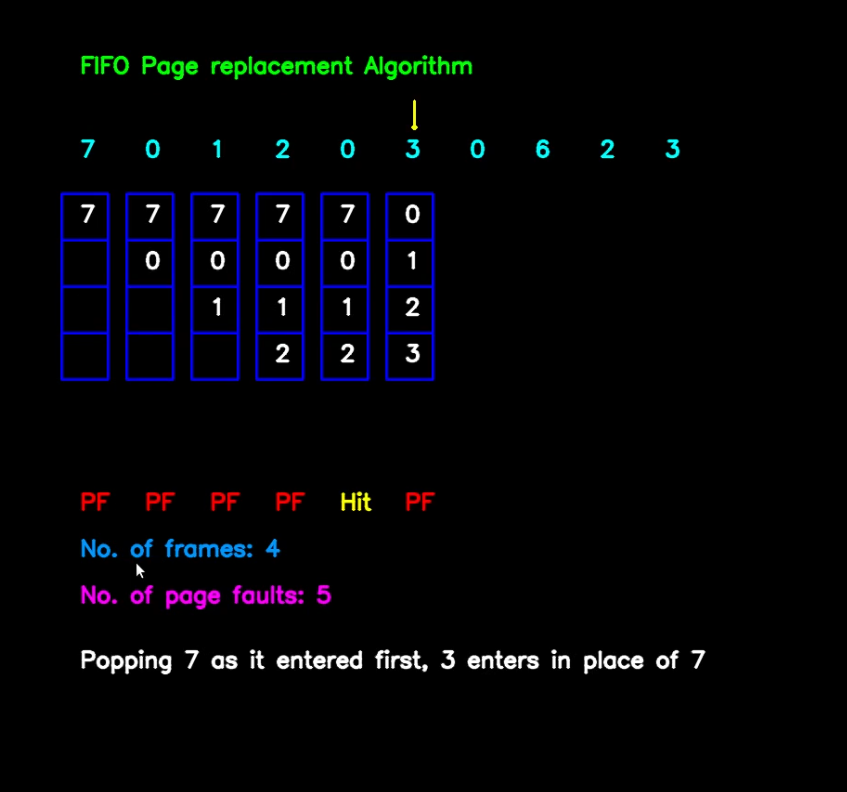 FIFO Page replacement Algorithm
7 0 1 2 0 3 0 6 2 3
7 7 7 7 7 0
0 0 0 0 1
1 1 1 2
2 2 3
PF PF PF PF Hit PF
No. of frames: 4
No. of page faults: 5
Popping 7 as it entered first, 3 enters in place of 7